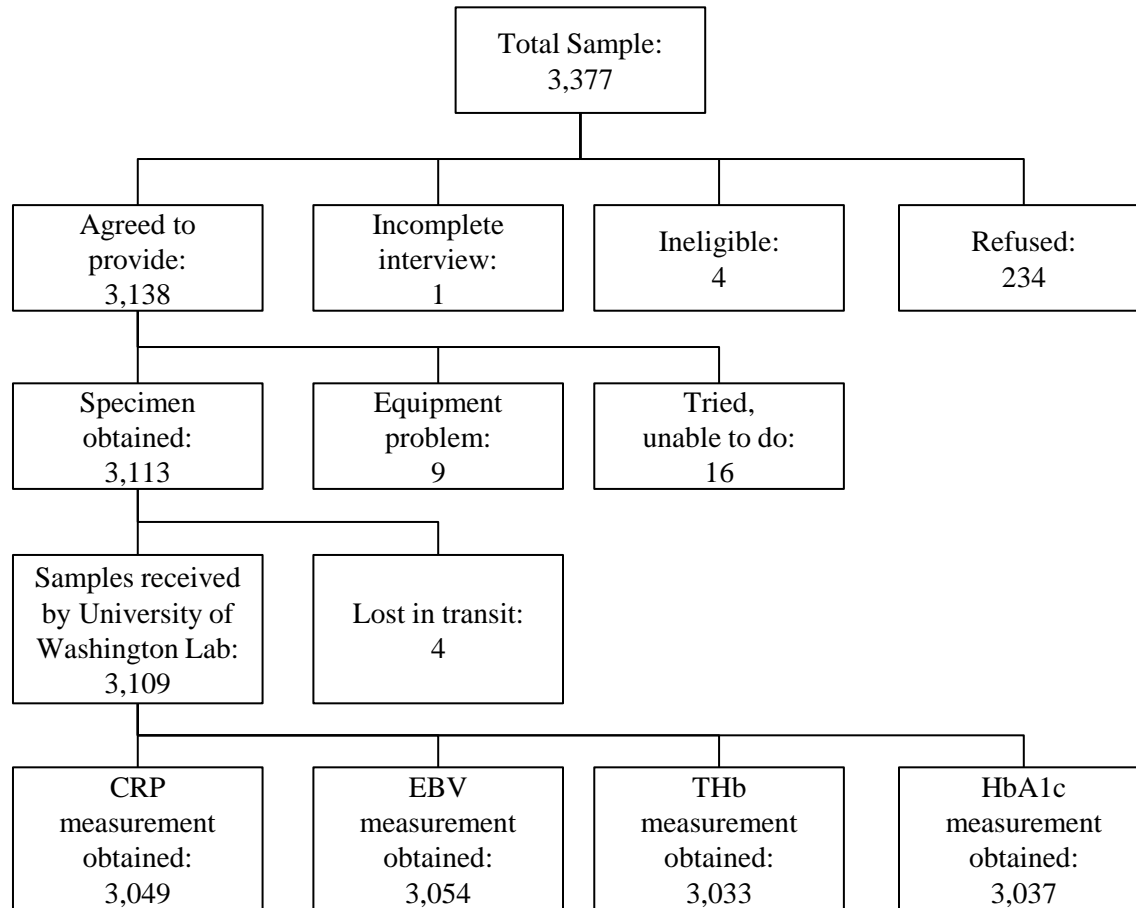 Total Sample:
3,377
Agreed to
provide:
3,138
Incomplete
interview:
1
Ineligible:
4
Refused:
234
Specimen
obtained:
3,113
Equipment
problem:
9
Tried,
unable to do:
16
Samples received
by University of
Washington Lab:
3,109
Lost in transit:
4
CRP
measurement
obtained:
3,049
EBV
measurement
obtained:
3,054
THb
measurement
obtained:
3,033
HbA1c
measurement
obtained:
3,037